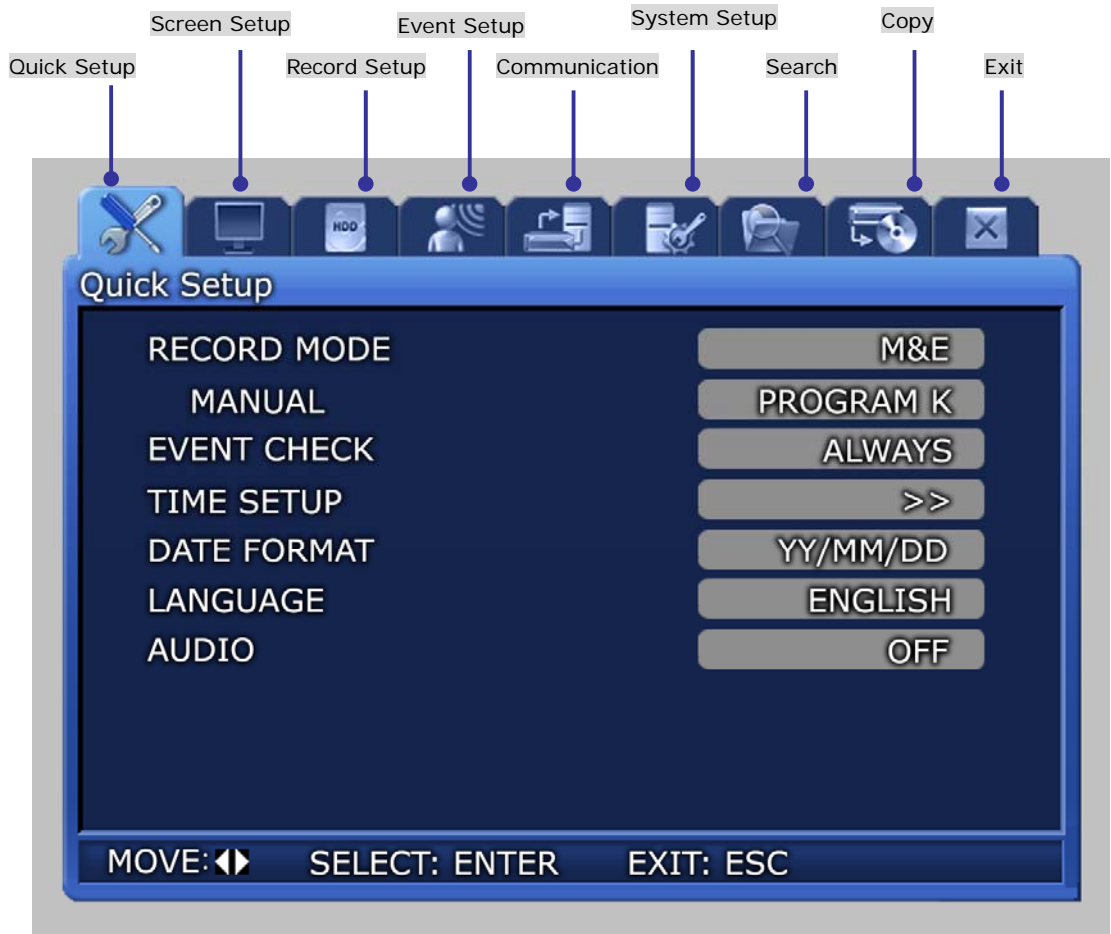 Screen Setup Event Setup System Setup Copy
Quick Setup Record Setup Communication Search Exit
HDD
Quick Setup
RECORD MODE M&E
MANUAL PROGRAM K
EVENT CHECK ALWAYS
TIME SETUP >>
DATE FORMAT YY/MM/DD
LANGUAGE ENGLISH
AUDIO OFF
MOVE: SELECT: ENTER EXIT: ESC